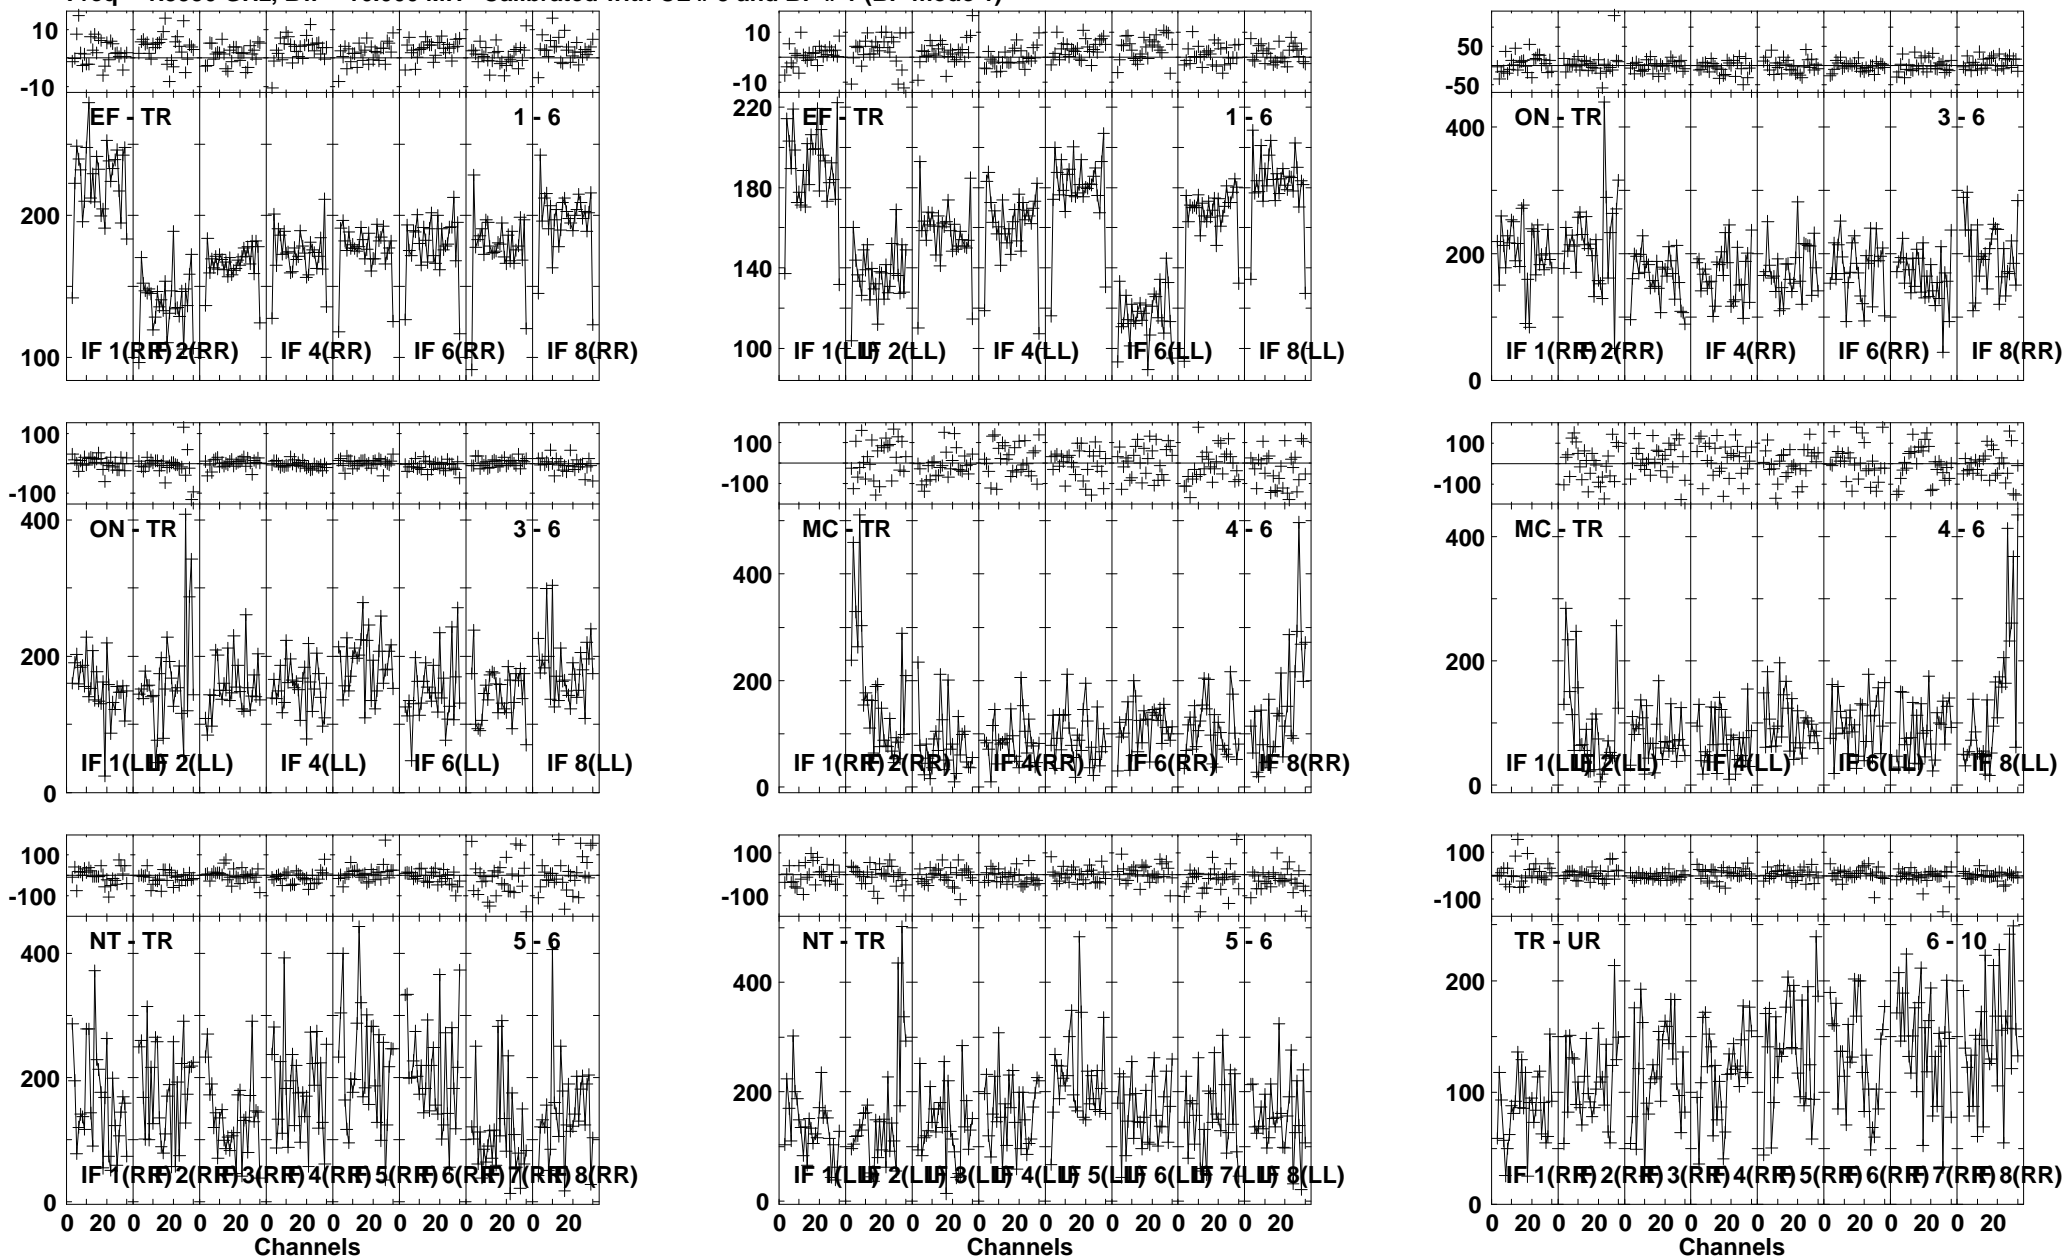 10
-10
EF - TR 1 - 6
200
100
IF 1(RR) IF 2(RR) IF 4(RR) IF 6(RR) IF 8(RR)
10
-10
220
EF - TR 1 - 6
180
140
100
IF 1(LL) IF 2(LL) IF 4(LL) IF 6(LL) IF 8(LL)
50
-50
400
ON - TR 3 - 6
200
0
IF 1(RR) IF 2(RR) IF 4(RR) IF 6(RR) IF 8(RR)
100
-100
400
ON - TR 3 - 6
200
0
IF 1(LL) IF 2(LL) IF 4(LL) IF 6(LL) IF 8(LL)
100
-100
MC - TR 4 - 6
400
200
0
IF 1(RR) IF 2(RR) IF 4(RR) IF 6(RR) IF 8(RR)
100
-100
MC - TR 4 - 6
400
200
0
IF 1(LL) IF 2(LL) IF 4(LL) IF 6(LL) IF 8(LL)
100
-100
NT - TR 5 - 6
400
200
0
IF 1(RR) IF 2(RR) IF 3(RR) IF 4(RR) IF 5(RR) IF 6(RR) IF 7(RR) IF 8(RR)
0 20 0 20 0 20 0 20 0 20 0 20 0 20 0 20
Channels
100
-100
NT - TR 5 - 6
400
200
0
IF 1(LL) IF 2(LL) IF 3(LL) IF 4(LL) IF 5(LL) IF 6(LL) IF 7(LL) IF 8(LL)
0 20 0 20 0 20 0 20 0 20 0 20 0 20 0 20
Channels
100
-100
TR - UR 6 - 10
200
100
0
IF 1(RR) IF 2(RR) IF 3(RR) IF 4(RR) IF 5(RR) IF 6(RR) IF 7(RR) IF 8(RR)
0 20 0 20 0 20 0 20 0 20 0 20 0 20 0 20
Channels